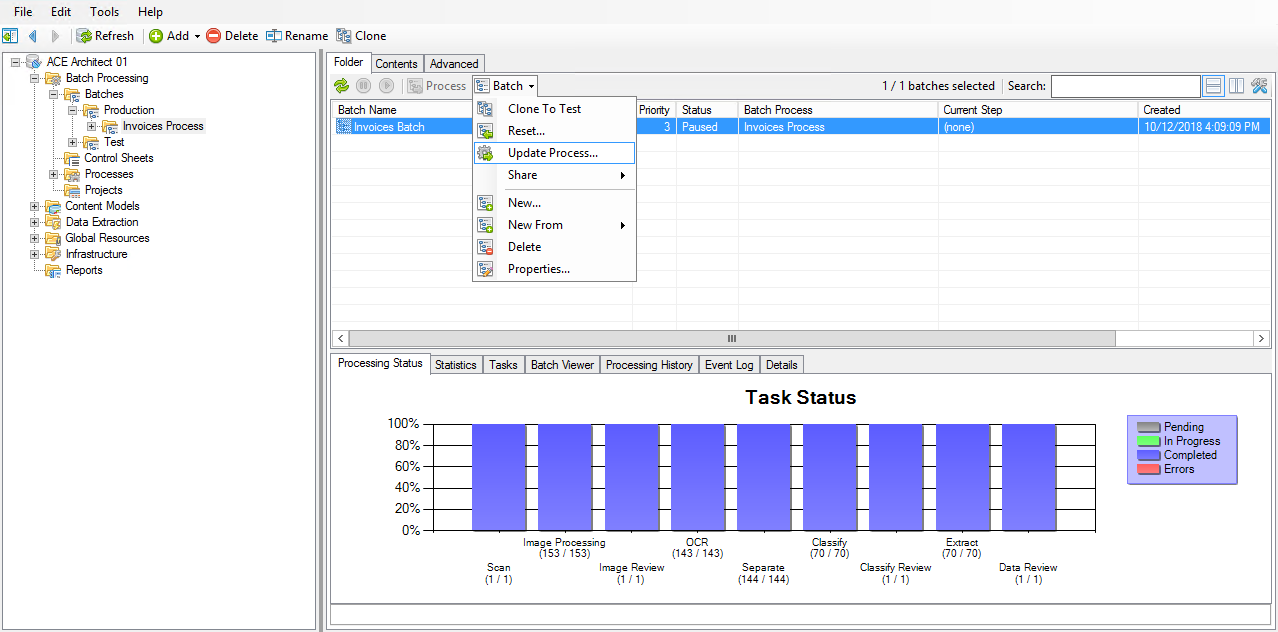 File Edit Tools Help
Refresh Add Delete Rename Clone
ACE Architect 01
Batch Processing
Batches
Production
Invoices Process
Test
Control Sheets
Processes
Projects
Content Models
Data Extraction
Global Resources
Infrastructure
Reports
Folder Contents Advanced
Process Batch 1 / 1 batches selected Search:
Batch Name Priority Status Batch Process Current Step Created
Invoices Batch 3 Paused Invoices Process (none) 10/12/2018 4:09:09 PM
Clone To Test
Reset...
Update Process...
Share
New...
New From
Delete
Properties...
Processing Status Statistics Tasks Batch Viewer Processing History Event Log Details
Task Status
100%
80%
60%
40%
20%
0%
Image Processing OCR Classify Extract
(153 / 153) (143 / 143) (70 / 70) (70 / 70)
Scan Image Review Separate Classify Review Data Review
(1 / 1) (1 / 1) (144 / 144) (1 / 1) (1 / 1)
Pending
In Progress
Completed
Errors